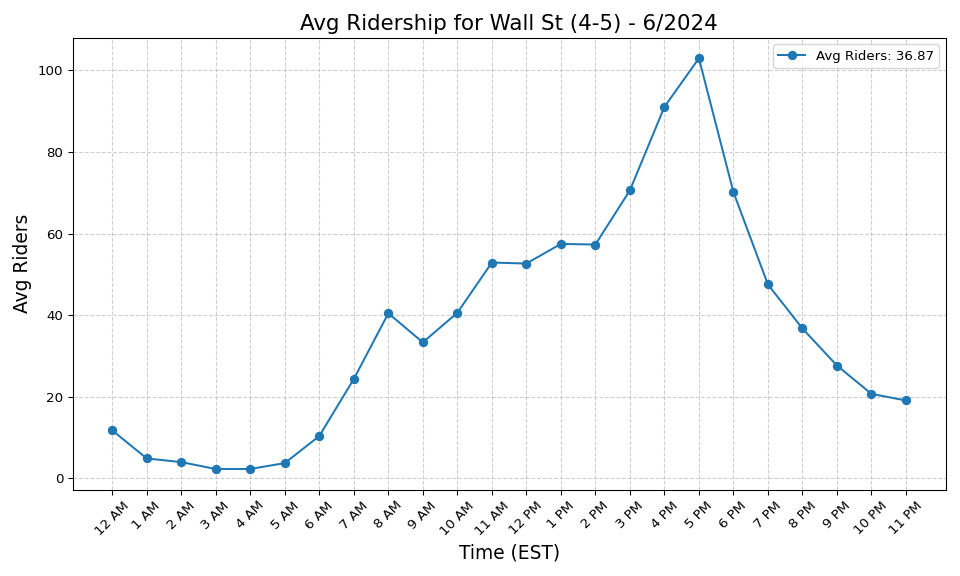 Avg Ridership for Wall St (4-5) - 6/2024
Avg Riders: 36.87
100
80
60
40
20
0
Avg Riders
12 AM
1 AM
2 AM
3 AM
4 AM
5 AM
6 AM
7 AM
8 AM
9 AM
10 AM
11 AM
12 PM
1 PM
2 PM
3 PM
4 PM
5 PM
6 PM
7 PM
8 PM
9 PM
10 PM
11 PM
Time (EST)